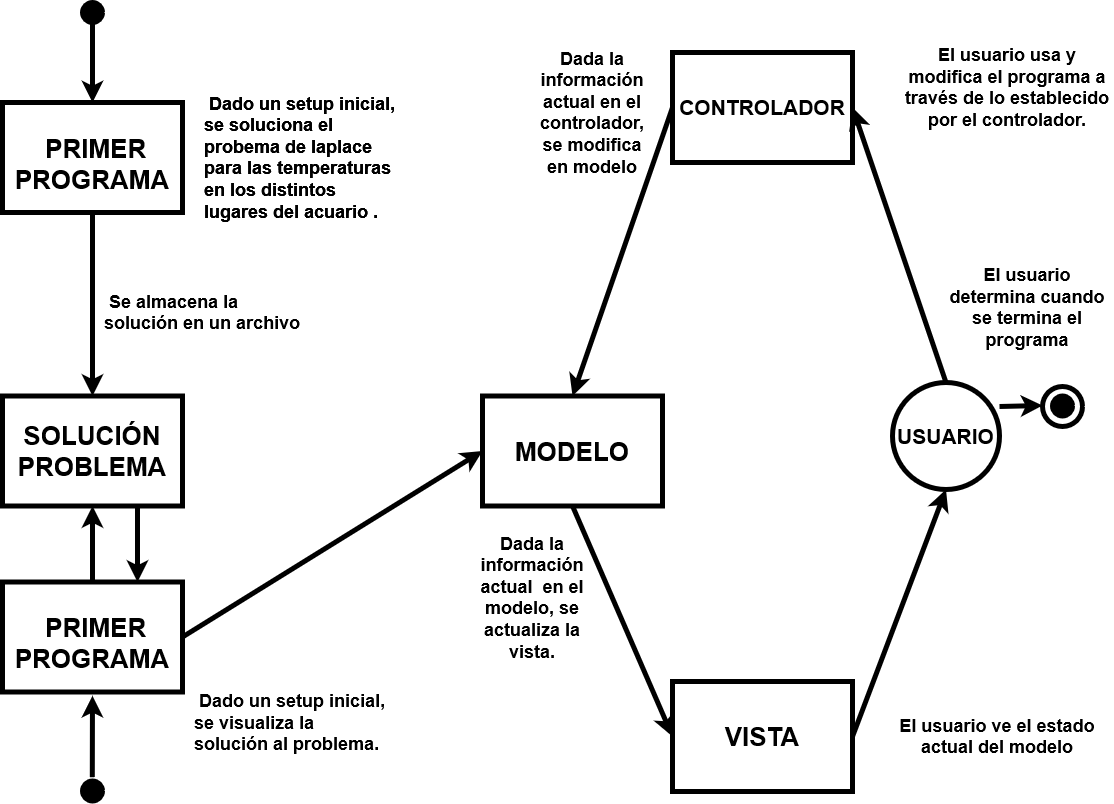 PRIMER
PROGRAMA
Dado un setup inicial,
se soluciona el
probema de laplace
para las temperaturas
en los distintos
lugares del acuario .
Se almacena la
solución en un archivo
SOLUCIÓN
PROBLEMA
PRIMER
PROGRAMA
Dado un setup inicial,
se visualiza la
solución al problema.
Dada la
información
actual en el
controlador,
se modifica
en modelo
CONTROLADOR
El usuario usa y
modifica el programa a
través de lo establecido
por el controlador.
El usuario
determina cuando
se termina el
programa
MODELO
USUARIO
Dada la
información
actual  en el
modelo, se
actualiza la
vista.
VISTA
El usuario ve el estado
actual del modelo